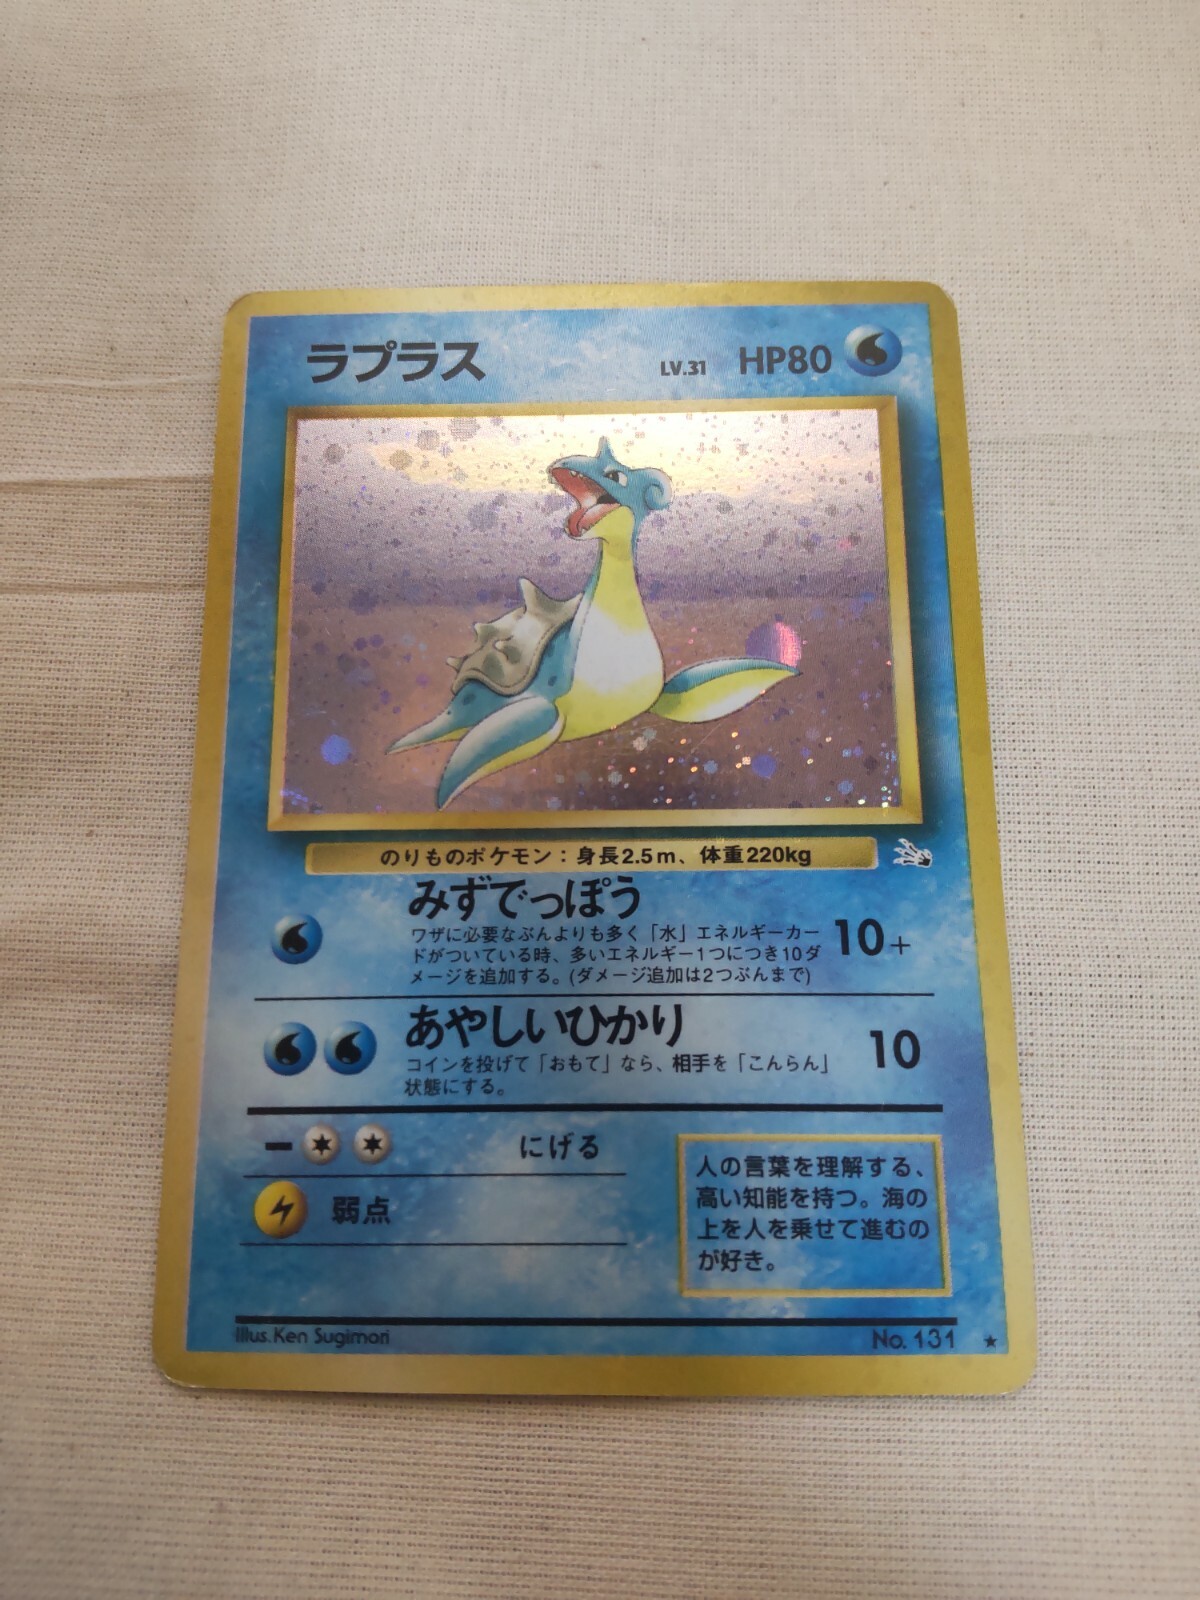 ラプラス LV.31 HP80
のりものポケモン：身長2.5m、体重220kg
みずでっぽう
ワザに必要なぶんよりも多く「水」エネルギーカー
ドがついている時、多いエネルギー1つにつき10ダ
メージを追加する。(ダメージ追加は2つぶんまで)
10+
あやしいひかり
コインを投げて「おもて」なら、相手を「こんらん」
状態にする。
10
にげる
弱点
人の言葉を理解する、
高い知能を持つ。海の
上を人を乗せて進むの
が好き。
Illus. Ken Sugimori No. 131 ★